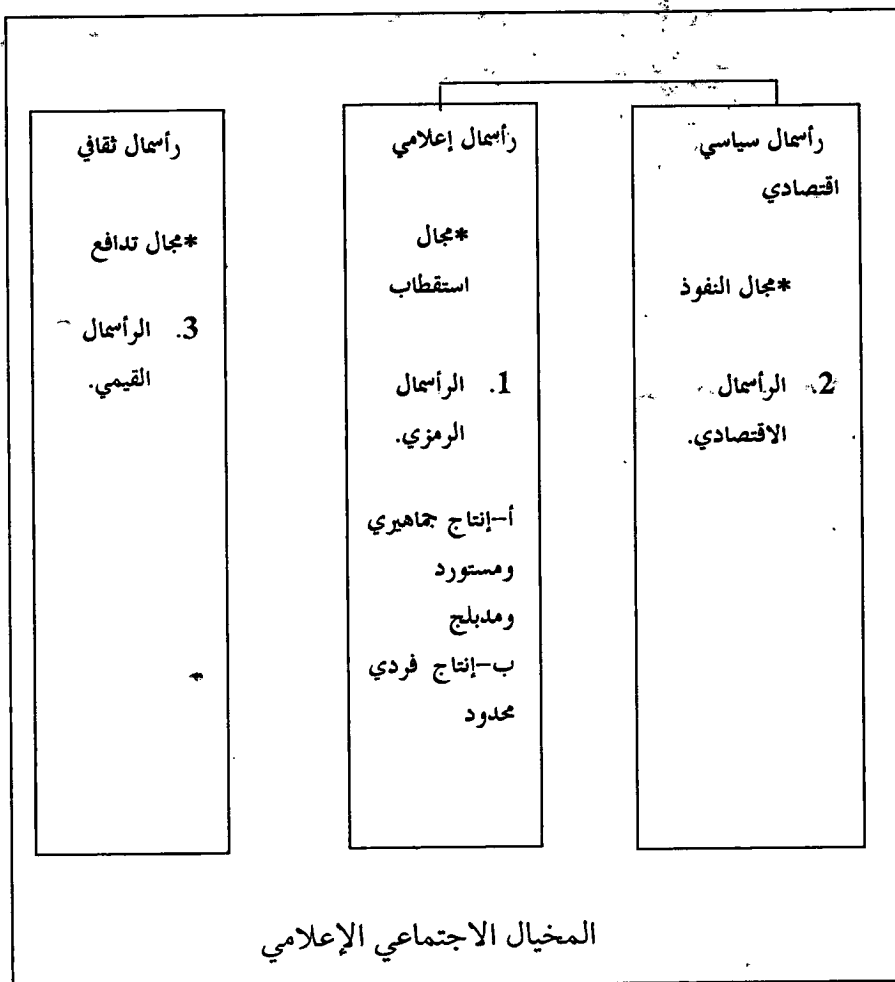 رأسمال سياسي
اقتصادي
*مجال النفوذ
2. الرأسمال
الاقتصادي.
رأسمال إعلامي
*مجال
استقطاب
1. الرأسمال
الرمزي.
أ-إنتاج جماهيري
ومستورد
ومدبلج
ب-إنتاج فردي
محدود
رأسمال ثقافي
*مجال تدافع
3. الرأسمال
القيمي.
المخيال الاجتماعي الإعلامي